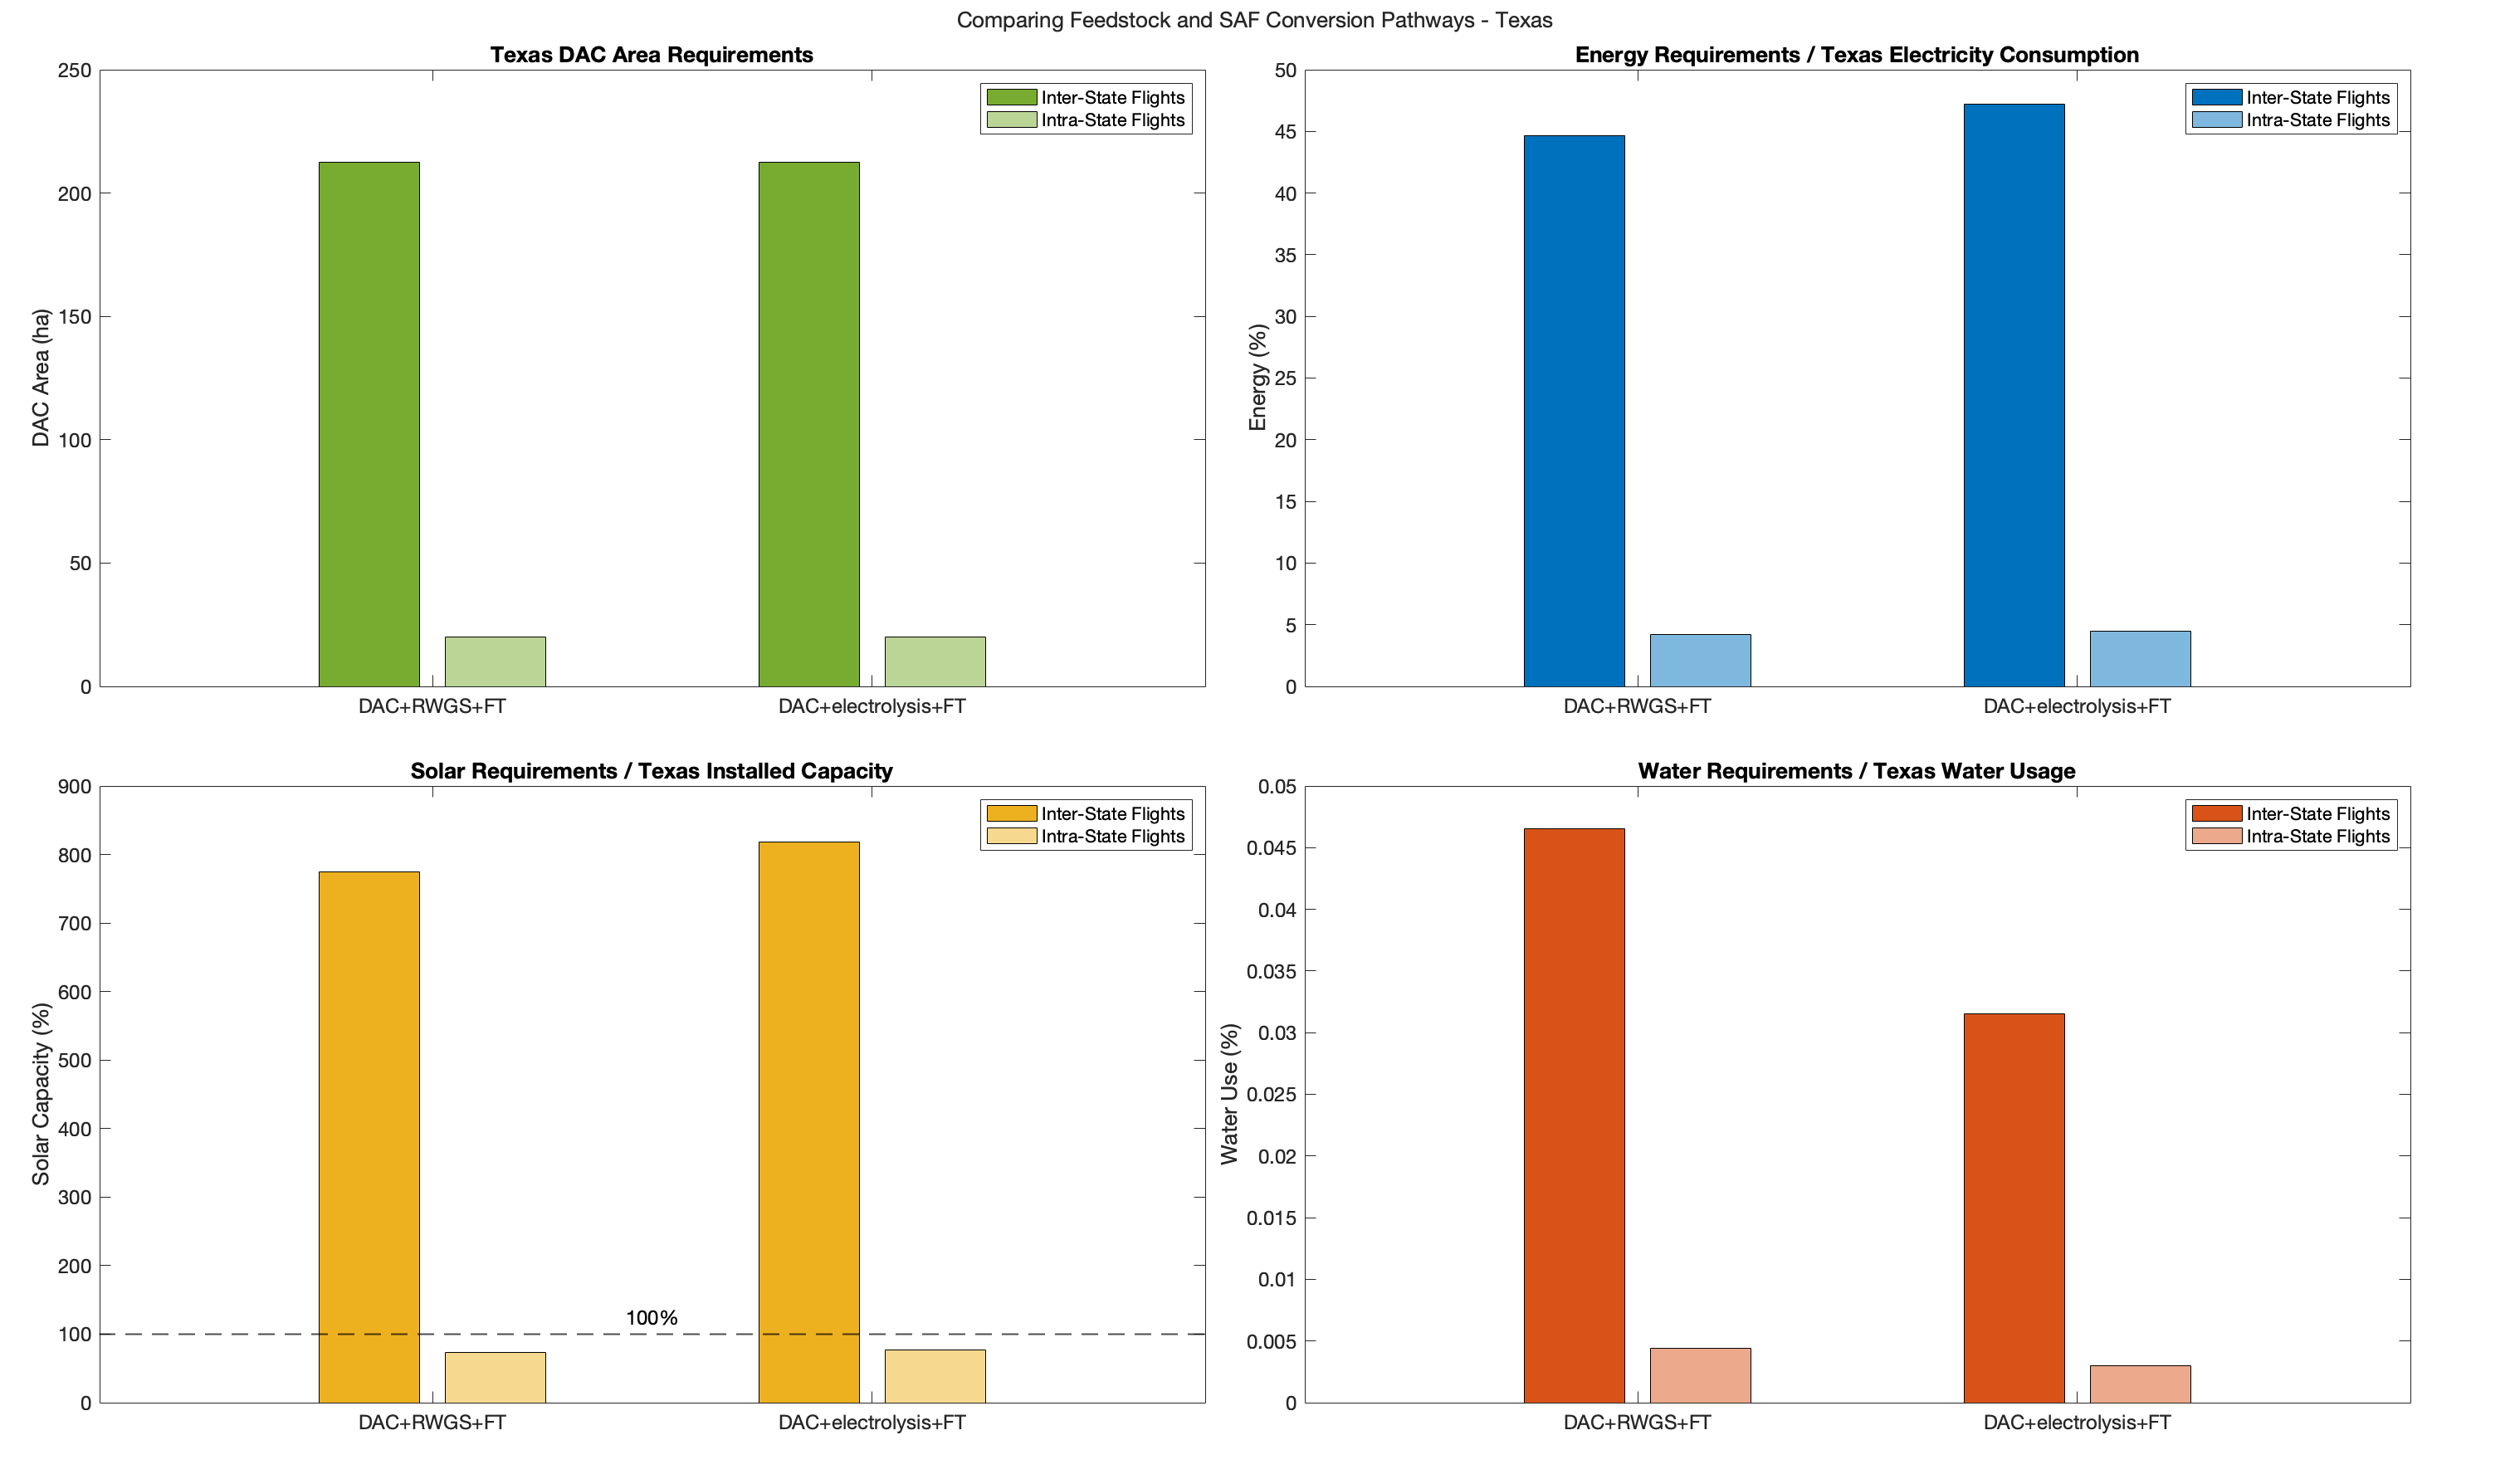 Comparing Feedstock and SAF Conversion Pathways - Texas
Texas DAC Area Requirements
250
200
150
100
50
0
DAC Area (ha)
Inter-State Flights
Intra-State Flights
DAC+RWGS+FT
DAC+electrolysis+FT
Energy Requirements / Texas Electricity Consumption
50
45
40
35
30
25
20
15
10
5
0
Energy (%)
Inter-State Flights
Intra-State Flights
DAC+RWGS+FT
DAC+electrolysis+FT
Solar Requirements / Texas Installed Capacity
900
800
700
600
500
400
300
200
100
0
Solar Capacity (%)
Inter-State Flights
Intra-State Flights
100%
DAC+RWGS+FT
DAC+electrolysis+FT
Water Requirements / Texas Water Usage
0.05
0.045
0.04
0.035
0.03
0.025
0.02
0.015
0.01
0.005
0
Water Use (%)
Inter-State Flights
Intra-State Flights
DAC+RWGS+FT
DAC+electrolysis+FT